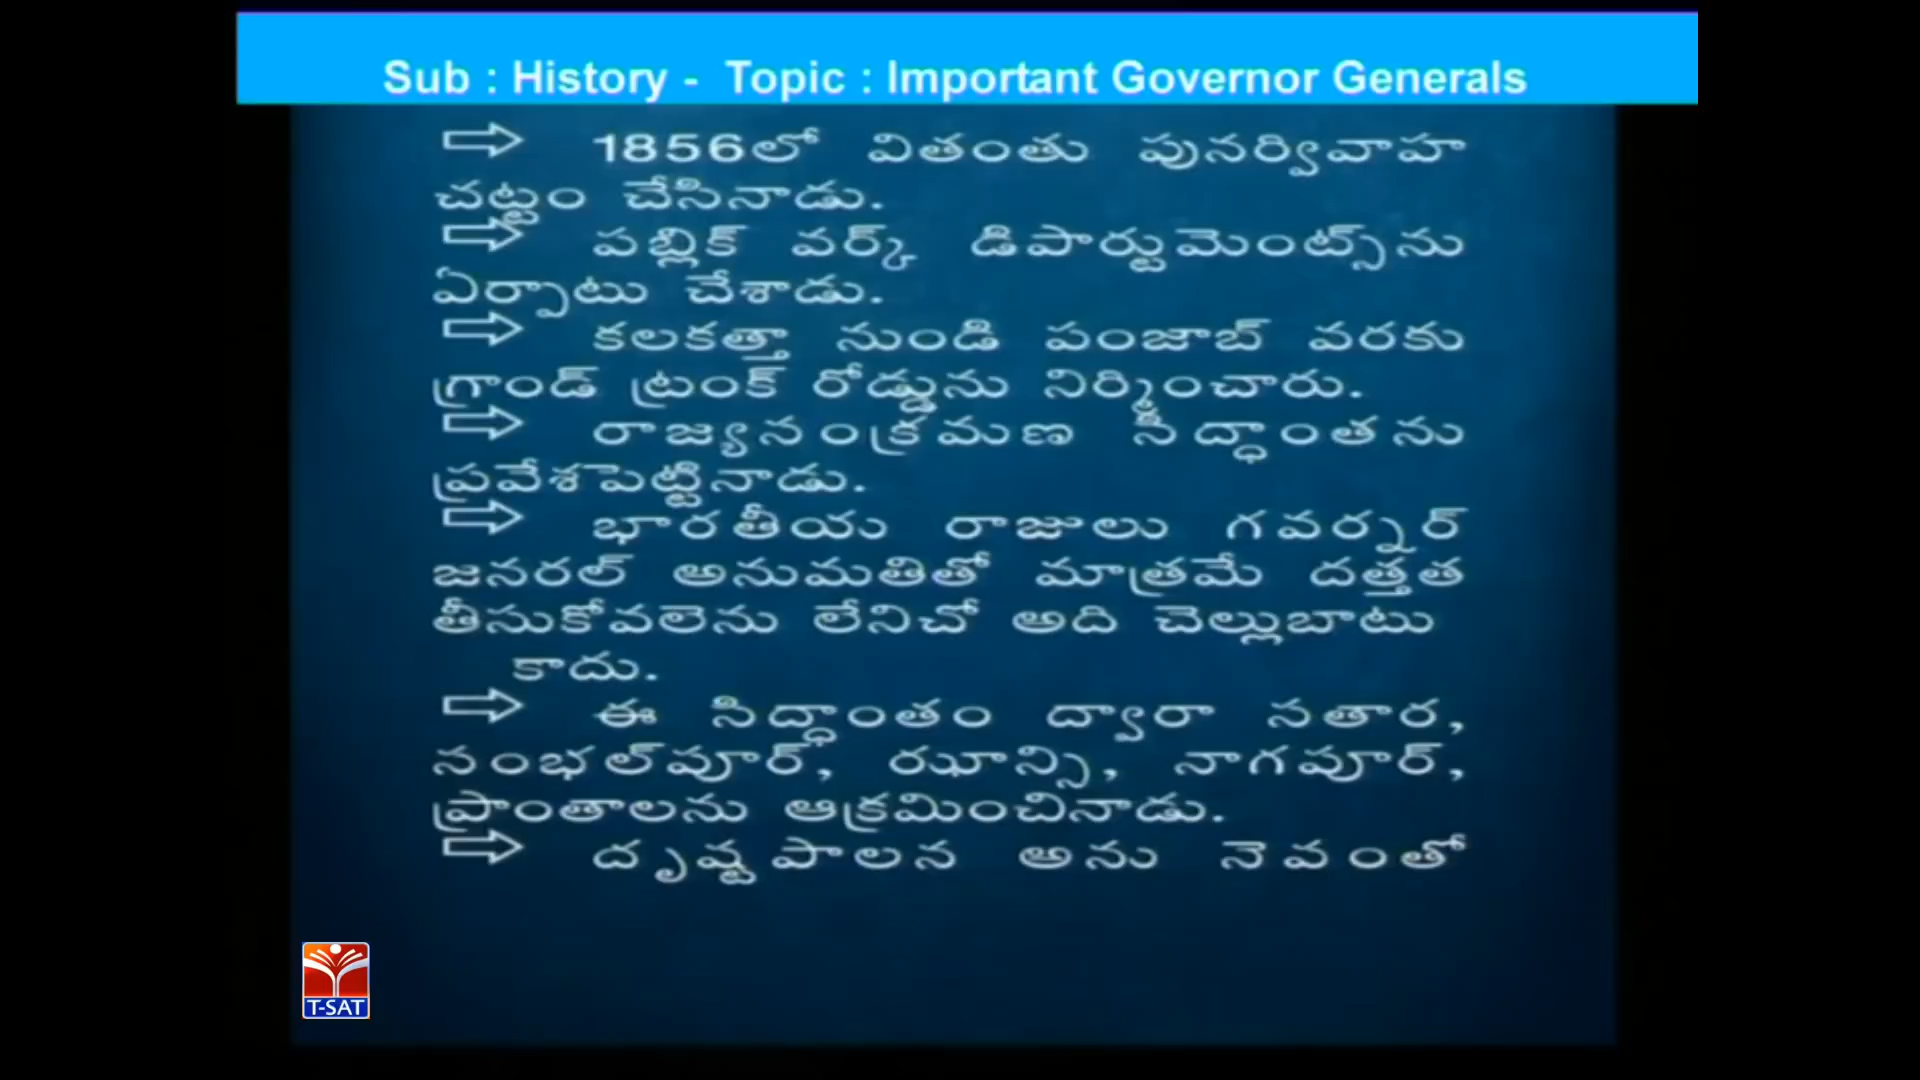 Sub : History - Topic : Important Governor Generals
⇨ 1856లో వితంతు పునర్వివాహ
చట్టం చేసినాడు.
⇨ పబ్లిక్ వర్క్ డిపార్టుమెంట్స్‌ను
ఏర్పాటు చేశాడు.
⇨ కలకత్తా నుండి పంజాబ్ వరకు
గ్రాండ్ ట్రంక్ రోడ్డును నిర్మించారు.
⇨ రాజ్యసంక్రమణ సిద్ధాంతను
ప్రవేశపెట్టినాడు.
⇨ భారతీయ రాజులు గవర్నర్
జనరల్ అనుమతితో మాత్రమే దత్తత
తీసుకోవలెను లేనిచో అది చెల్లుబాటు
కాదు.
⇨ ఈ సిద్ధాంతం ద్వారా సతార,
సంభల్‌పూర్, ఝాన్సి, నాగపూర్,
ప్రాంతాలను ఆక్రమించినాడు.
⇨ దృష్టపాలన అను నెవంతో
T-SAT